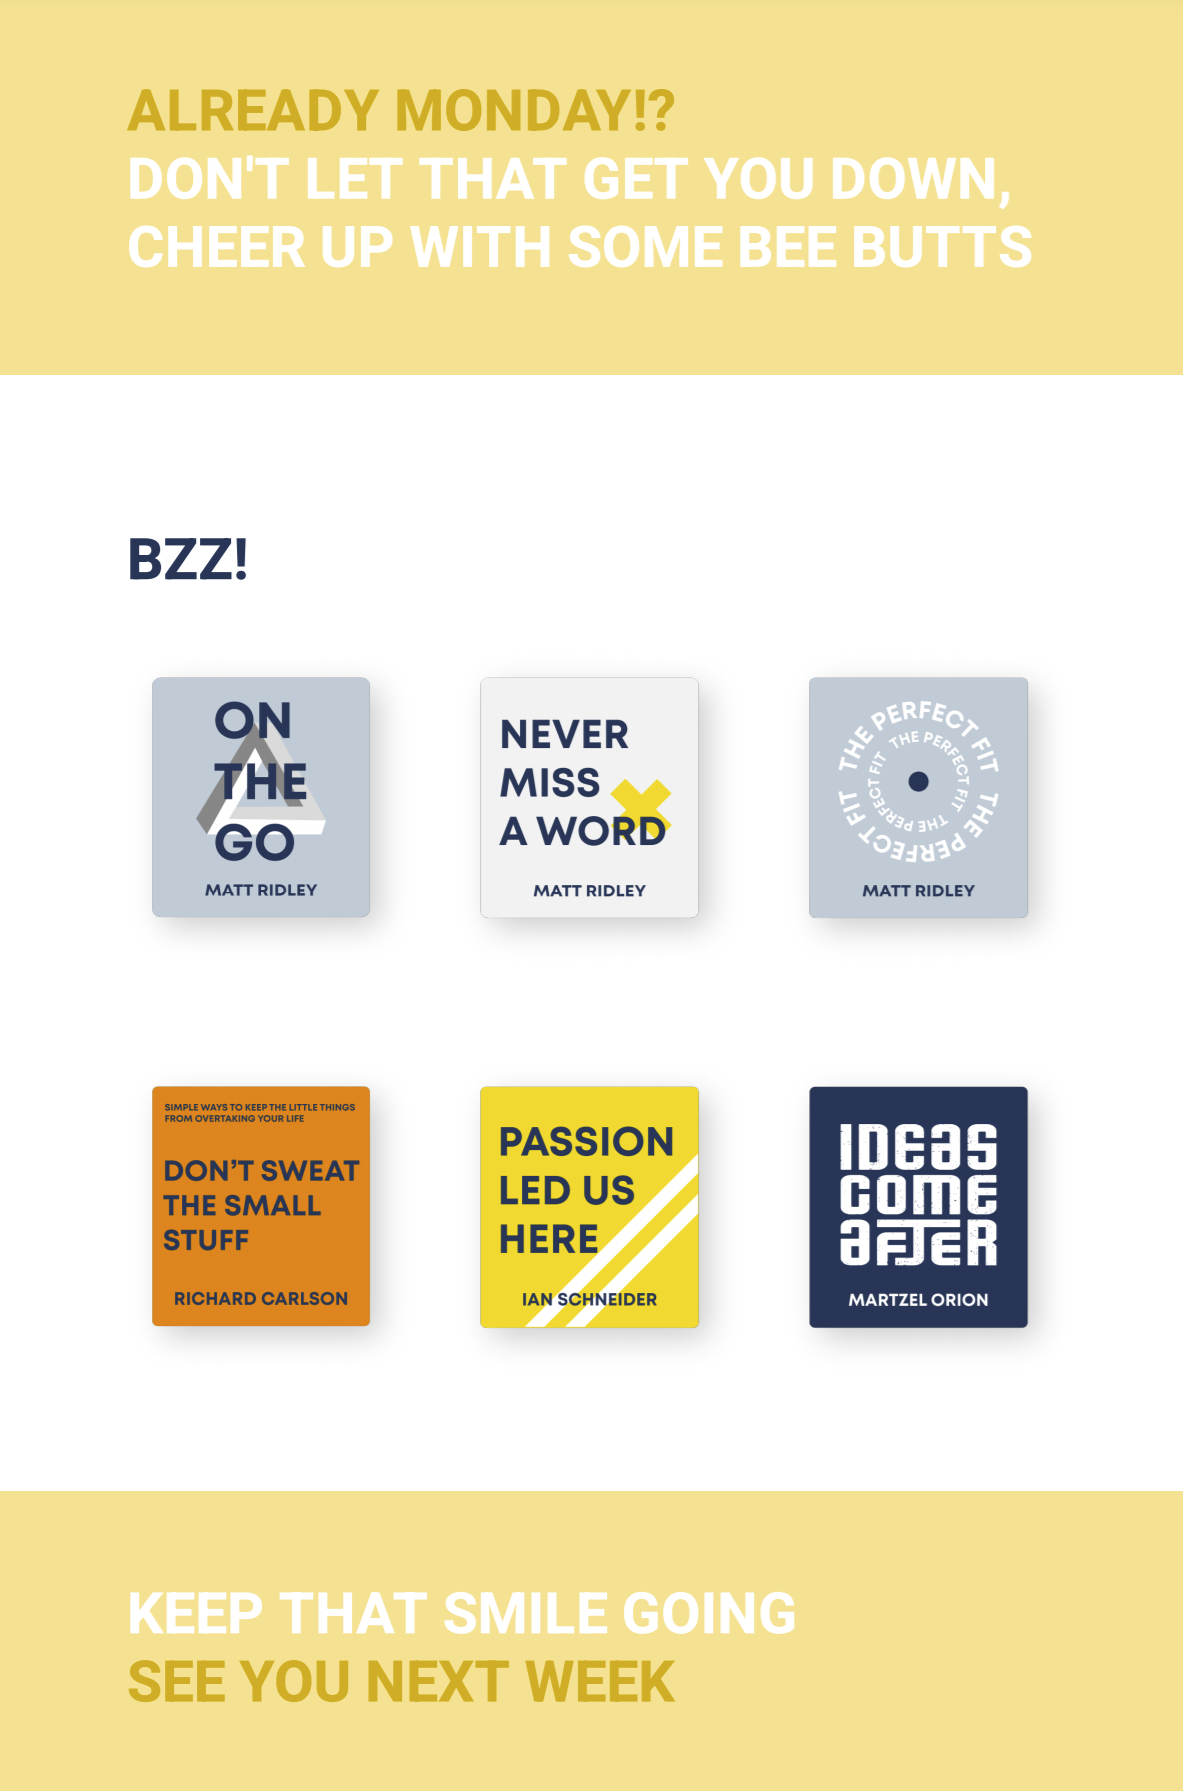 ALREADY MONDAY!?
DON'T LET THAT GET YOU DOWN,
CHEER UP WITH SOME BEE BUTTS
BZZ!
ON
THE
GO
MATT RIDLEY
NEVER
MISS
A WORD
MATT RIDLEY
THE PERFECT FIT THE PERFECT FIT
THE PERFECT FIT THE PERFECT FIT
MATT RIDLEY
SIMPLE WAYS TO KEEP THE LITTLE THINGS
FROM OVERTAKING YOUR LIFE
DON’T SWEAT
THE SMALL
STUFF
RICHARD CARLSON
PASSION
LED US
HERE
IAN SCHNEIDER
IDEAS
COME
AFTER
MARTZEL ORION
KEEP THAT SMILE GOING
SEE YOU NEXT WEEK